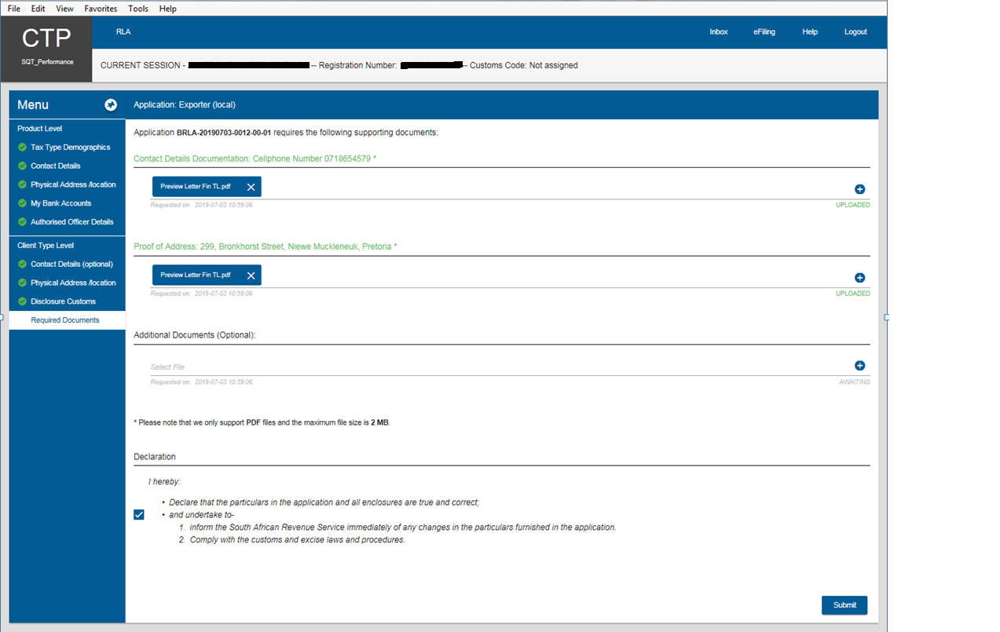 File Edit View Favorites Tools Help
CTP
SQT_Performance
RLA
Inbox eFiling Help Logout
CURRENT SESSION - -- Registration Number: -- Customs Code: Not assigned
Menu
Application: Exporter (local)
Product Level
Tax Type Demographics
Contact Details
Physical Address /location
My Bank Accounts
Authorised Officer Details
Client Type Level
Contact Details (optional)
Physical Address /location
Disclosure Customs
Required Documents
Application BRLA-20190703-0012-00-01 requires the following supporting documents:
Contact Details Documentation: Cellphone Number 0718654579 *
Preview Letter Fin TL.pdf
Requested on: 2019-07-03 10:59:06
UPLOADED
Proof of Address: 299, Bronkhorst Street, Niewe Muckleneuk, Pretoria *
Preview Letter Fin TL.pdf
Requested on: 2019-07-03 10:59:06
UPLOADED
Additional Documents (Optional):
Select File
Requested on: 2019-07-03 10:59:06
AWAITING
* Please note that we only support PDF files and the maximum file size is 2 MB.
Declaration
I hereby:
• Declare that the particulars in the application and all enclosures are true and correct;
• and undertake to-
1. inform the South African Revenue Service immediately of any changes in the particulars furnished in the application.
2. Comply with the customs and excise laws and procedures.
Submit